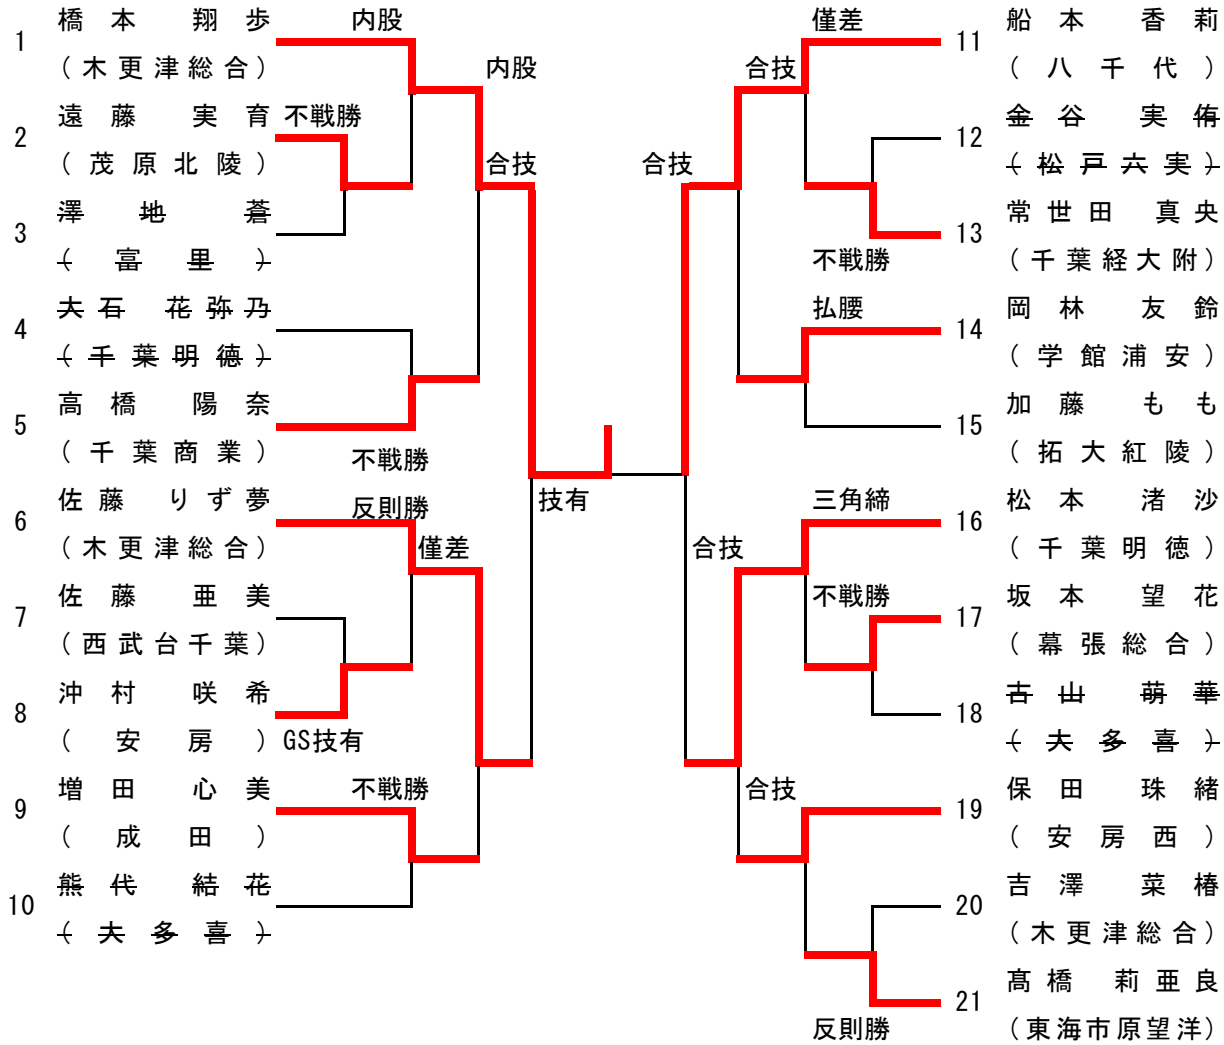 橋本 翔歩 内股
1
(木更津総合)
内股
遠藤 実育 不戦勝
2
(茂原北陵)
合技
澤地 蒼
3
(富里)
大石 花弥乃
4
(千葉明徳)
高橋 陽奈
5
(千葉商業)
不戦勝
佐藤 りず夢
反則勝
6
(木更津総合)
僅差
佐藤 亜美
7
(西武台千葉)
沖村 咲希
8
(安房)
GS技有
増田 心美 不戦勝
9
(成田)
熊代 結花
10
(大多喜)
技有
僅差 船本 香莉
11
合技
(八千代)
金谷 実侑
12
合技
(松戸六実)
常世田 真央
13
不戦勝
(千葉経大附)
払腰
岡林 友鈴
14
(学館浦安)
加藤 もも
15
(拓大紅陵)
三角締
松本 渚沙
16
合技
(千葉明徳)
不戦勝
坂本 望花
17
(幕張総合)
古山 萌華
18
(大多喜)
合技
保田 珠緒
19
(安房西)
吉澤 菜椿
20
(木更津総合)
髙橋 莉亜良
21
反則勝
(東海市原望洋)